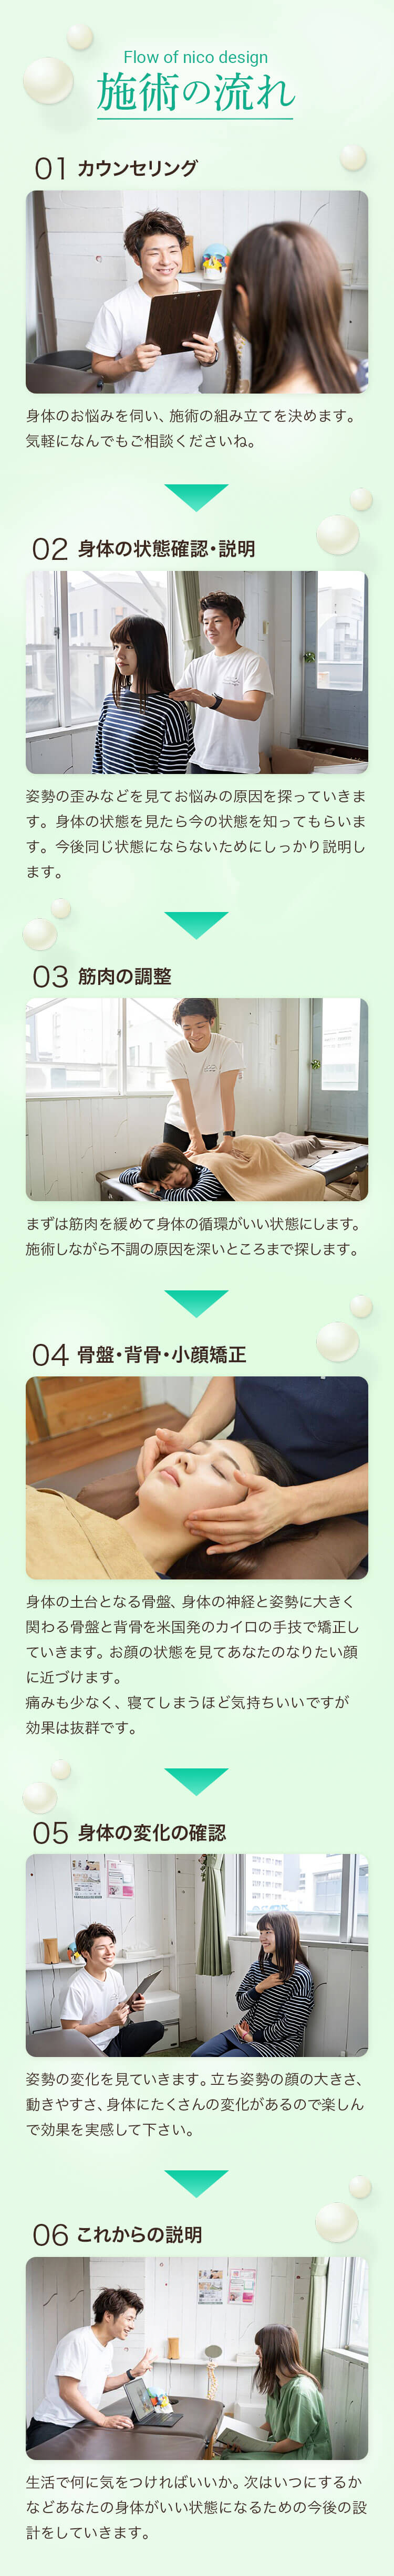 Flow of nico design
施術の流れ
01 カウンセリング
身体のお悩みを伺い、施術の組み立てを決めます。
気軽になんでもご相談くださいね。
02 身体の状態確認・説明
姿勢の歪みなどを見てお悩みの原因を探っていきま
す。身体の状態を見たら今の状態を知ってもらいま
す。今後同じ状態にならないためにしっかり説明し
ます。
03 筋肉の調整
まずは筋肉を緩めて身体の循環がいい状態にします。
施術しながら不調の原因を深いところまで探します。
04 骨盤・背骨・小顔矯正
身体の土台となる骨盤、身体の神経と姿勢に大きく
関わる骨盤と背骨を米国発のカイロの手技で矯正し
ていきます。お顔の状態を見てあなたのなりたい顔
に近づけます。
痛みも少なく、寝てしまうほど気持ちいいですが
効果は抜群です。
05 身体の変化の確認
姿勢の変化を見ていきます。立ち姿勢の顔の大きさ、
動きやすさ、身体にたくさんの変化があるので楽しん
で効果を実感して下さい。
06 これからの説明
生活で何に気をつければいいか。次はいつにするか
などあなたの身体がいい状態になるための今後の設
計をしていきます。